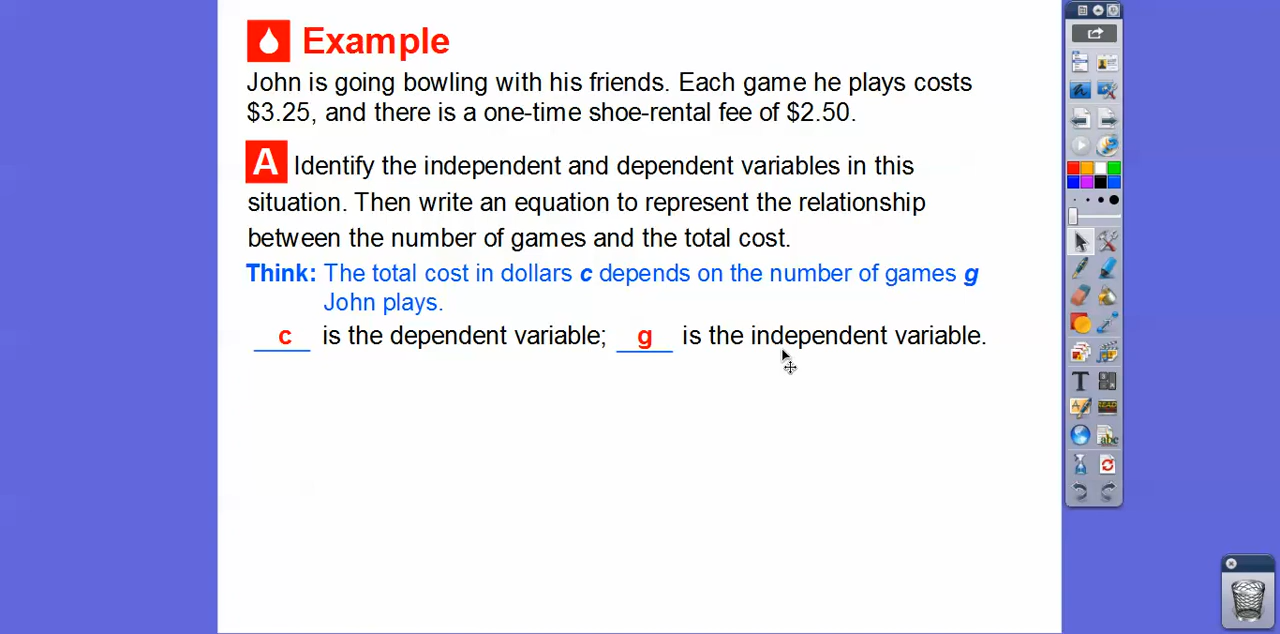 Example
John is going bowling with his friends. Each game he plays costs
$3.25, and there is a one-time shoe-rental fee of $2.50.
A Identify the independent and dependent variables in this
situation. Then write an equation to represent the relationship
between the number of games and the total cost.
Think: The total cost in dollars c depends on the number of games g
John plays.
c is the dependent variable; g is the independent variable.